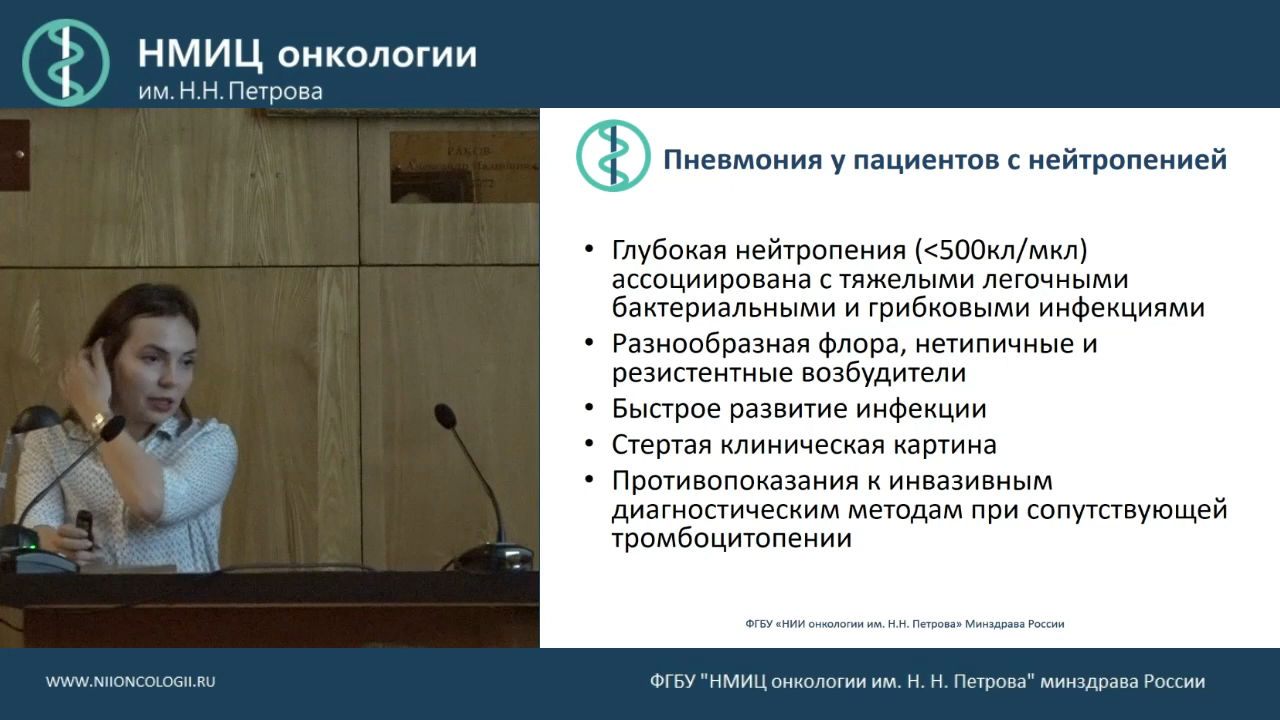 НМИЦ онкологии
им. Н.Н. Петрова
РАКОВ
Пневмония у пациентов с нейтропенией
• Глубокая нейтропения (<500кл/мкл)
ассоциирована с тяжелыми легочными
бактериальными и грибковыми инфекциями
• Разнообразная флора, нетипичные и
резистентные возбудители
• Быстрое развитие инфекции
• Стертая клиническая картина
• Противопоказания к инвазивным
диагностическим методам при сопутствующей
тромбоцитопении
ФГБУ «НИИ онкологии им. Н.Н. Петрова» Минздрава России
WWW.NIIONCOLOGII.RU
ФГБУ "НМИЦ онкологии им. Н. Н. Петрова" минздрава России